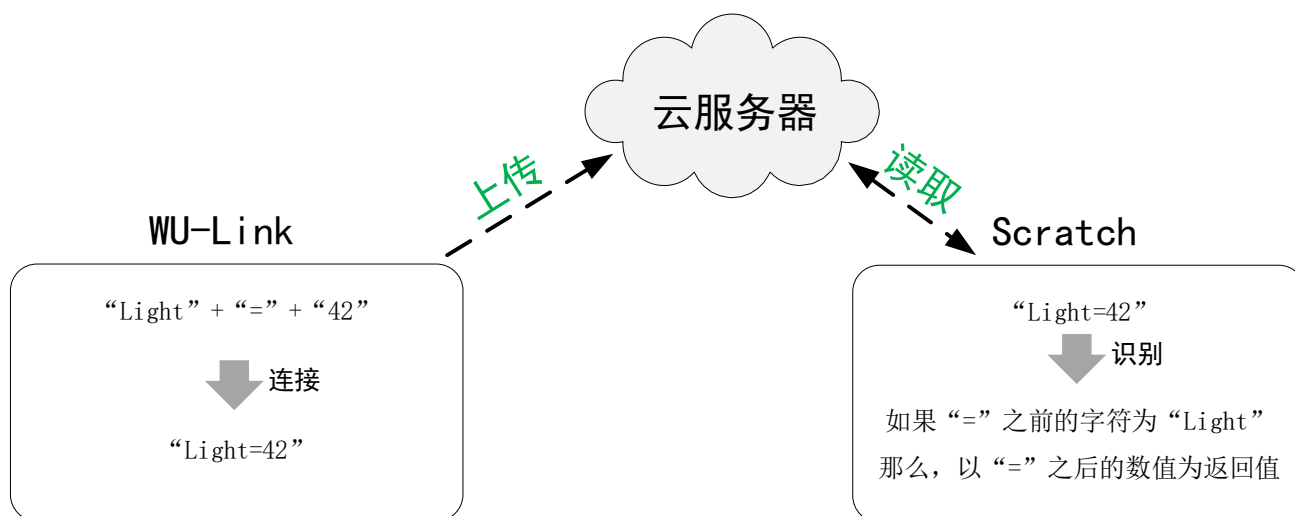 云服务器
上传
读取
WU-Link
“Light” + “=” + “42”
连接
“Light=42”
Scratch
“Light=42”
识别
如果“=”之前的字符为“Light”
那么，以“=”之后的数值为返回值